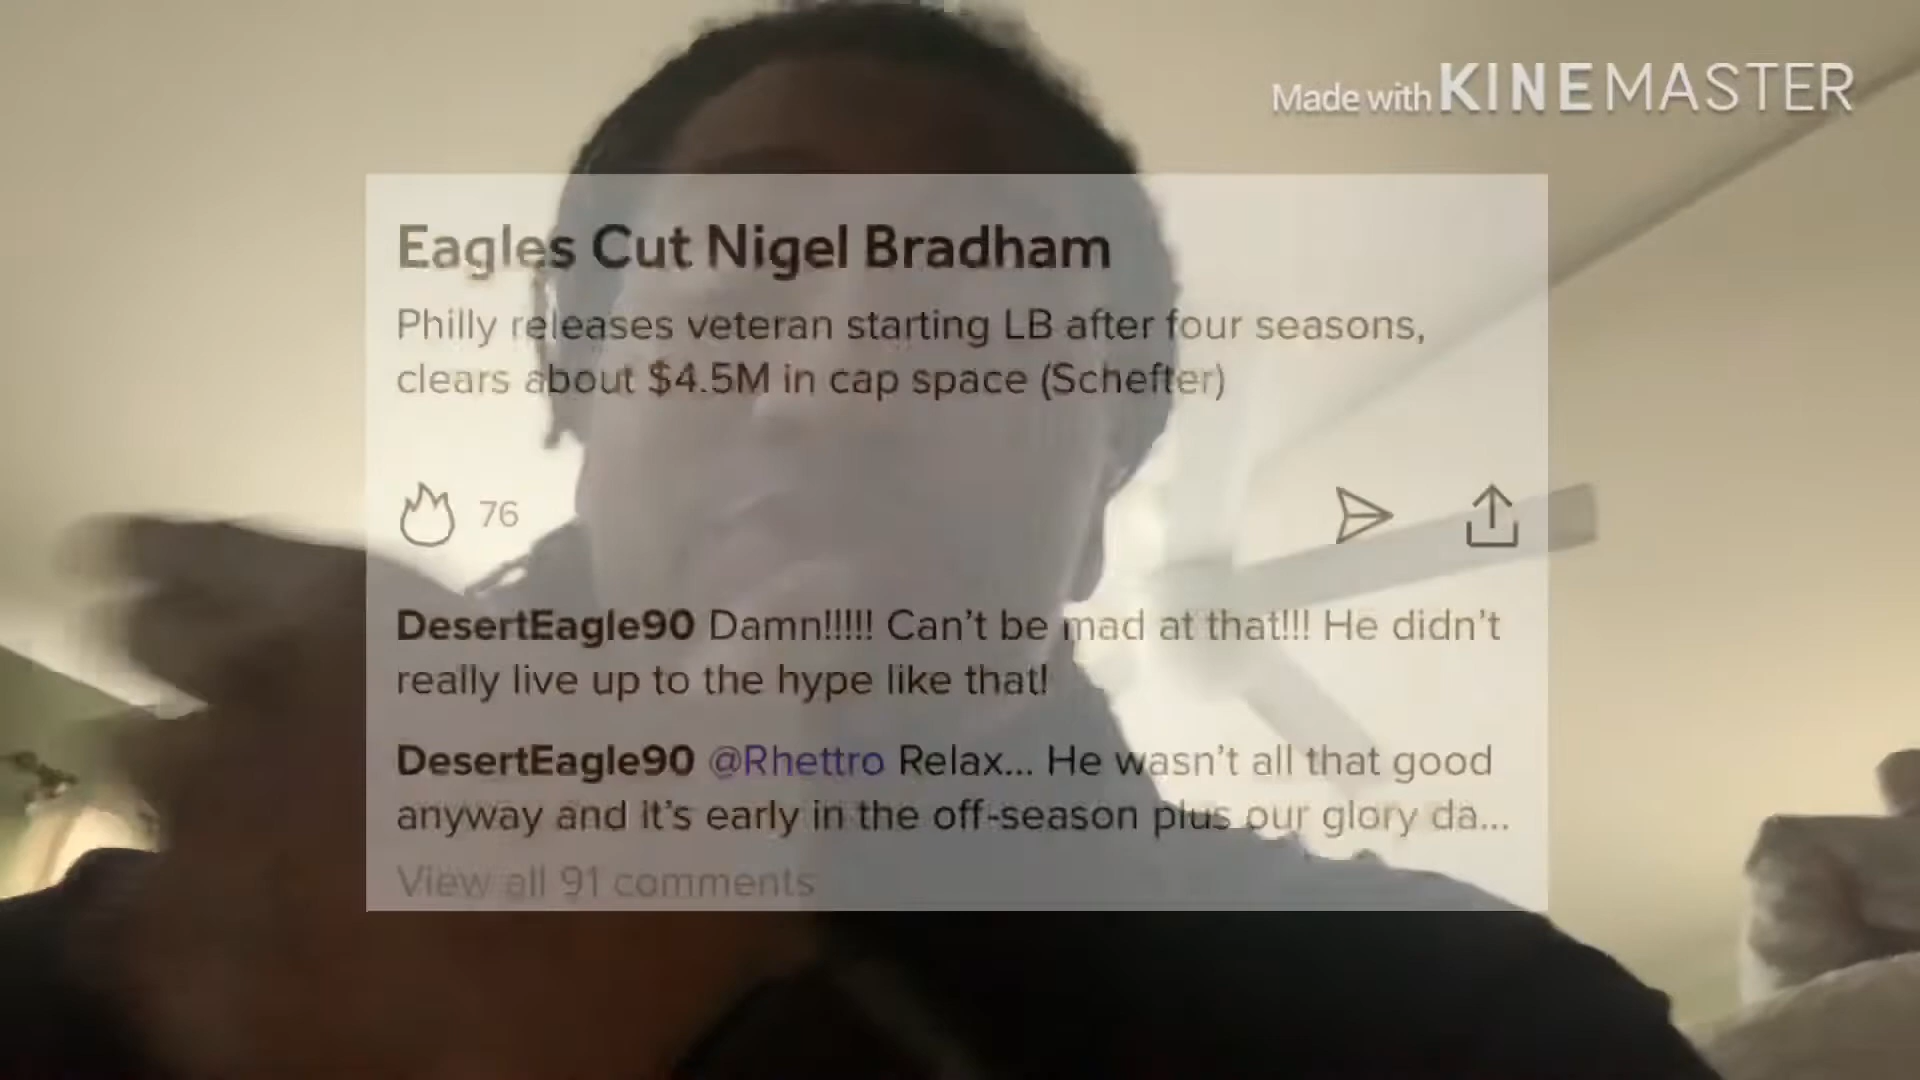 Made with KINEMASTER
Eagles Cut Nigel Bradham
Philly releases veteran starting LB after four seasons,
clears about $4.5M in cap space (Schefter)
76
DesertEagle90 Damn!!!!! Can't be mad at that!!! He didn't
really live up to the hype like that!
DesertEagle90 @Rhettro Relax... He wasn't all that good
anyway and it's early in the off-season plus our glory da...
View all 91 comments